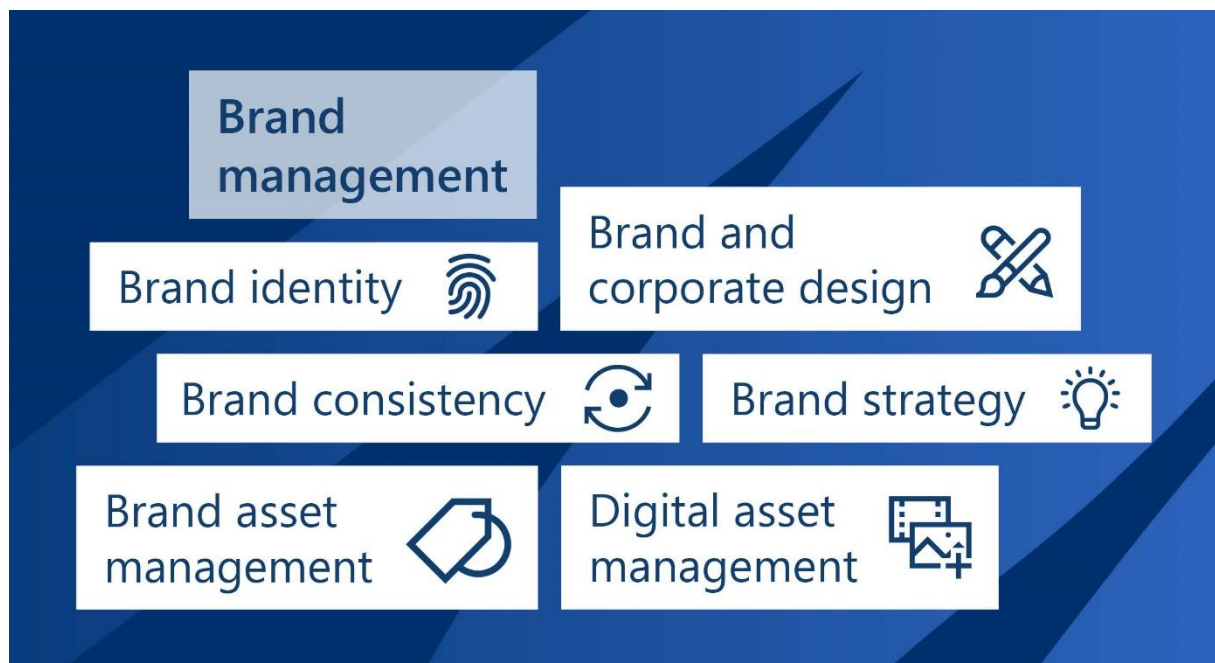 Brand
management
Brand identity
Brand and
corporate design
Brand consistency
Brand strategy
Brand asset
management
Digital asset
management